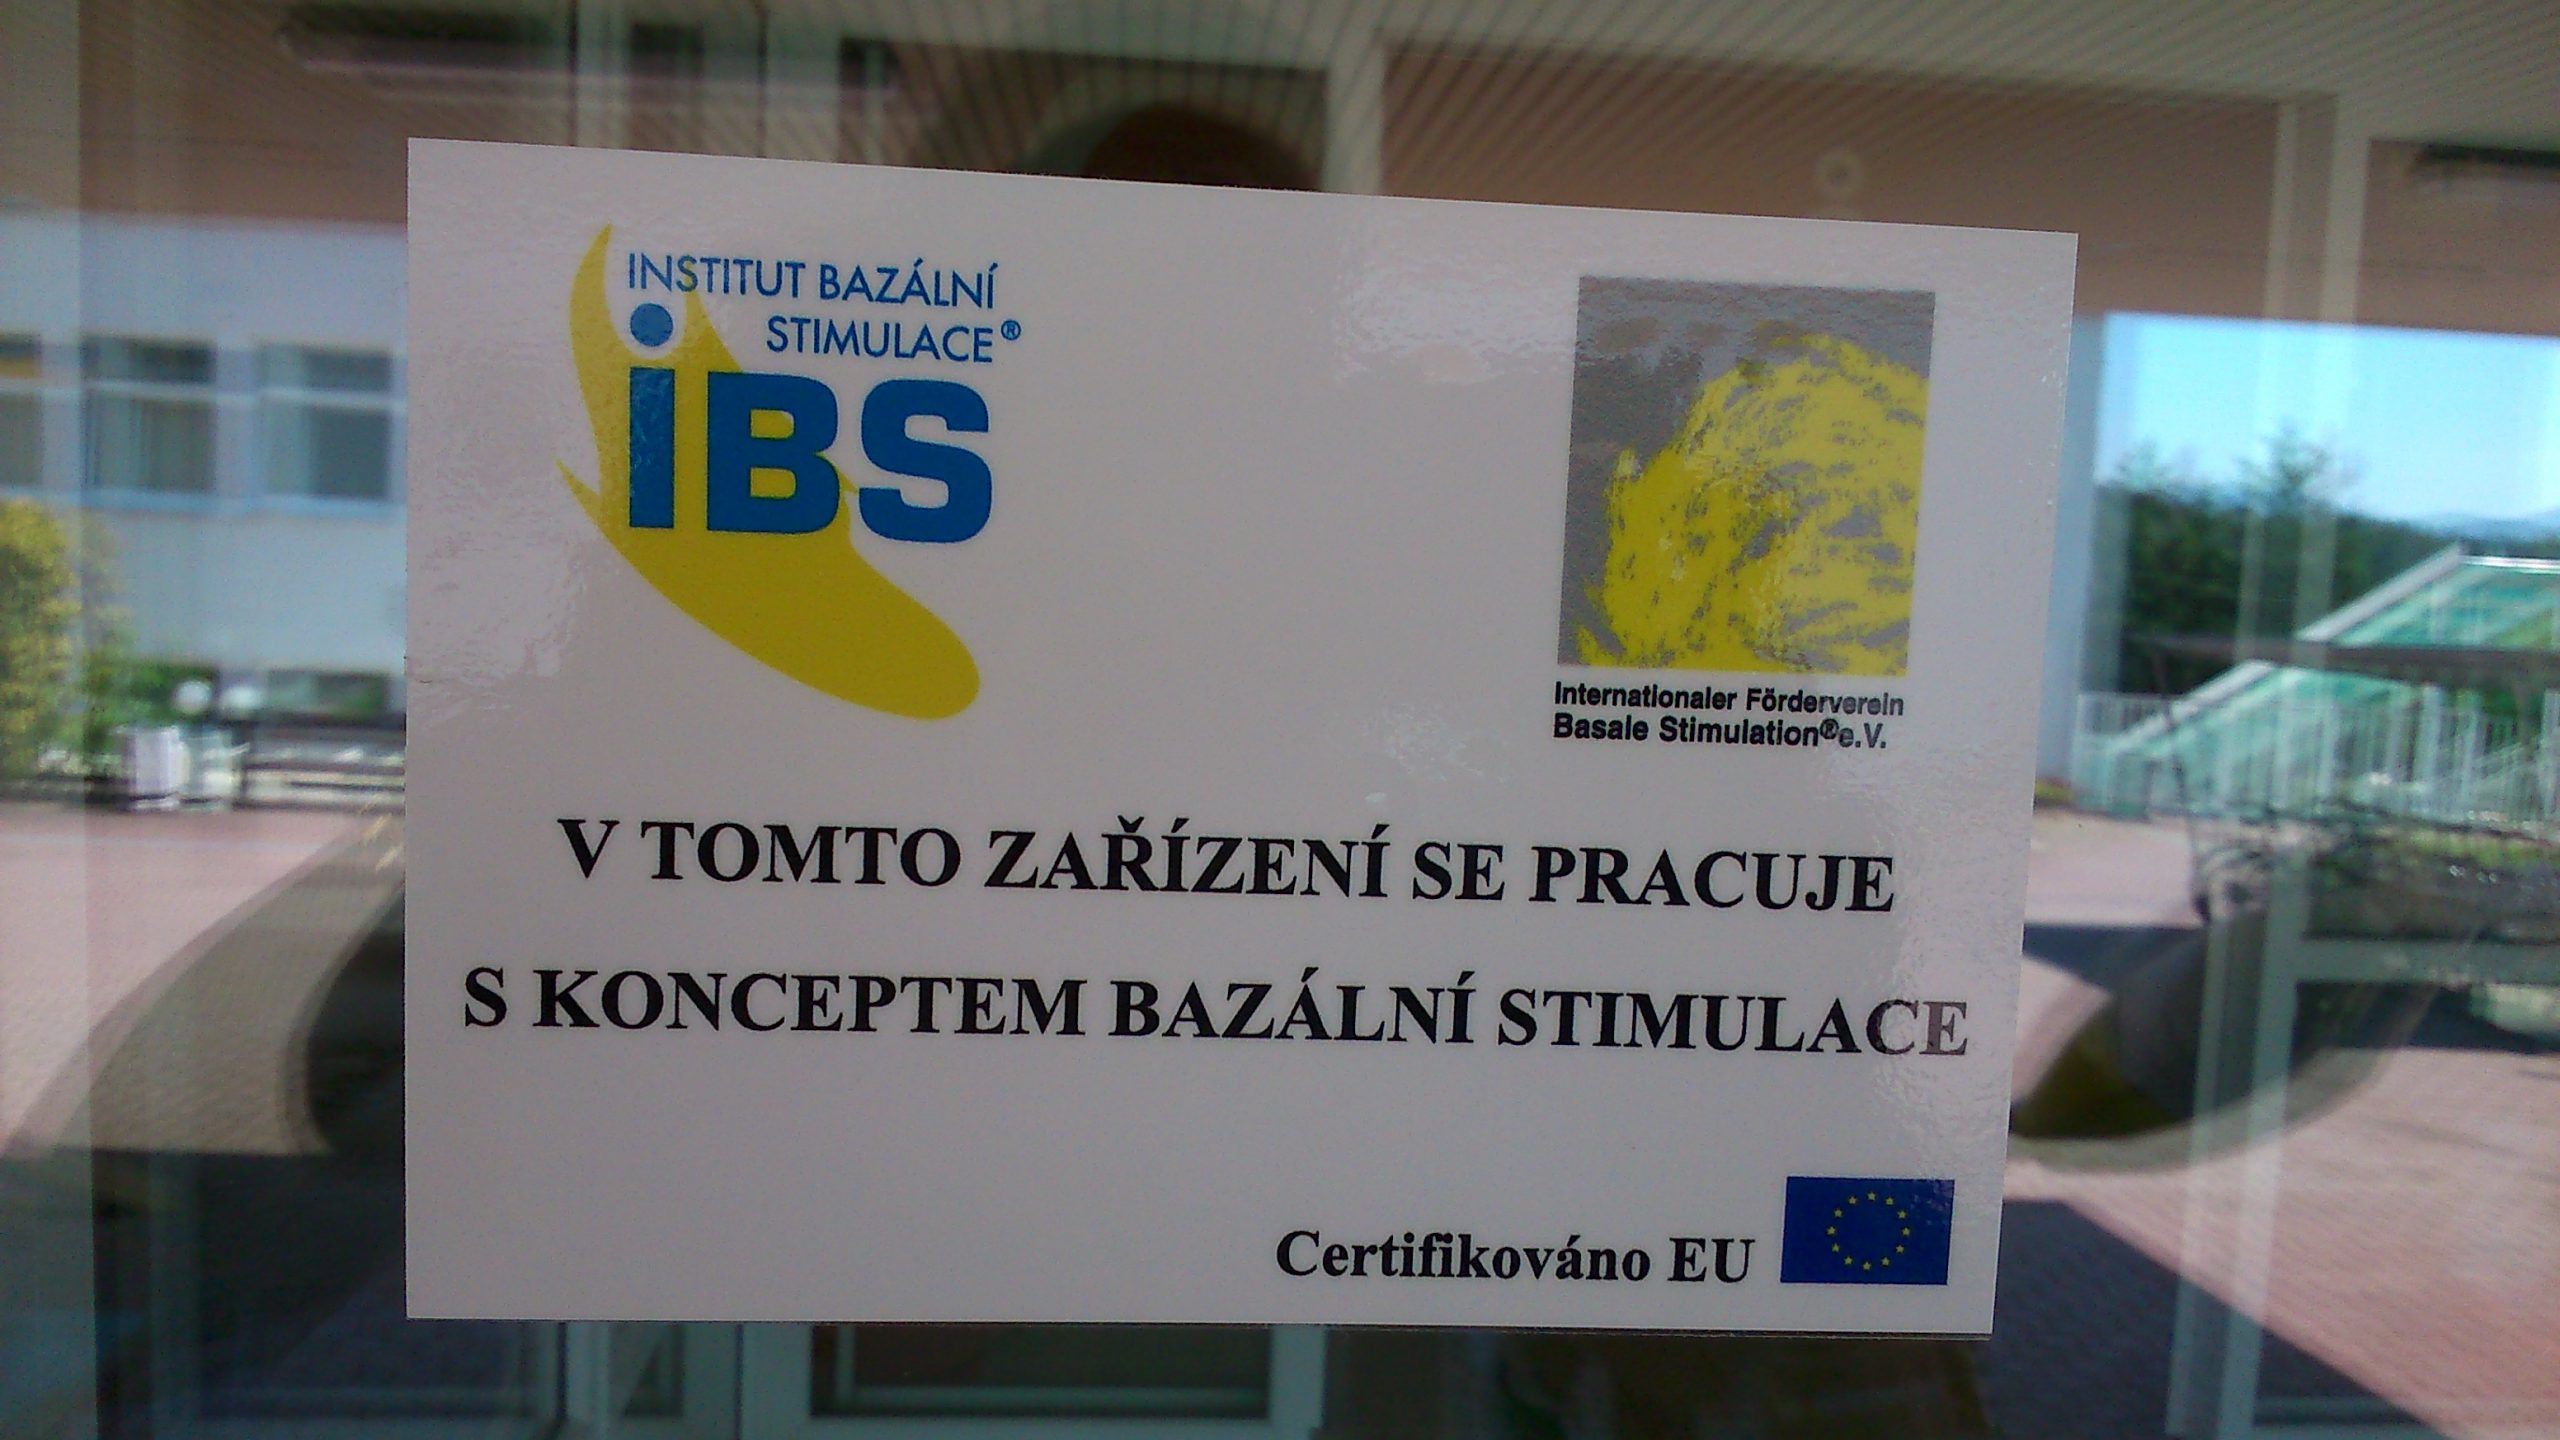 INSTITUT BAZÁLNÍ
STIMULACE®
iBS
Internationaler Förderverein
Basale Stimulation®e.V.
V TOMTO ZAŘÍZENÍ SE PRACUJE
S KONCEPTEM BAZÁLNÍ STIMULACE
Certifikováno EU